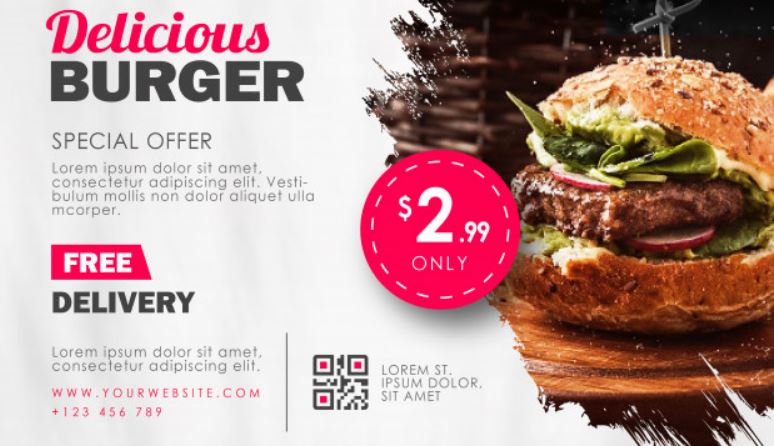 Delicious
BURGER
SPECIAL OFFER
Lorem ipsum dolor sit amet,
consectetur adipiscing elit. Vesti-
bulum mollis non dolor aliquet ulla
mcorper.
$2.99
ONLY
FREE
DELIVERY
Lorem ipsum dolor sit amet,
consectetur adipiscing elit.
WWW.YOURWEBSITE.COM
+123 456 789
LOREM ST.
IPSUM DOLOR,
SIT AMET